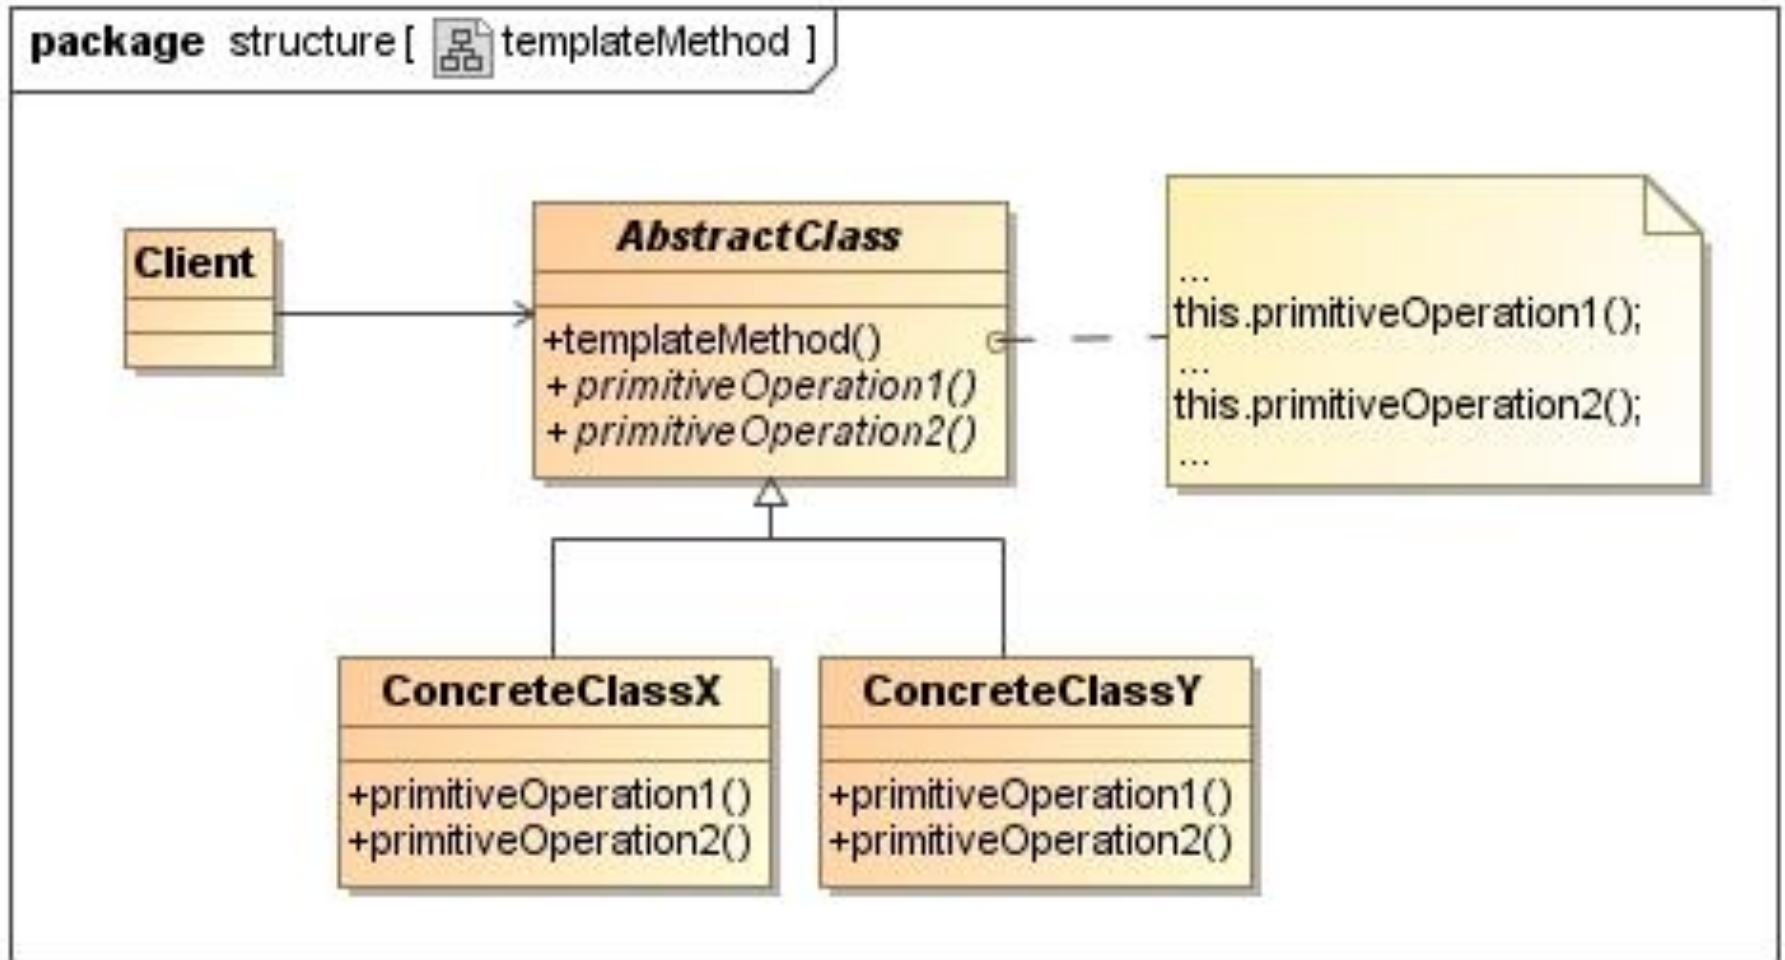 package structure[ templateMethod ]
Client
AbstractClass
+templateMethod()
+primitiveOperation1()
+primitiveOperation2()
...
this.primitiveOperation1();
...
this.primitiveOperation2();
...
ConcreteClassX
+primitiveOperation1()
+primitiveOperation2()
ConcreteClassY
+primitiveOperation1()
+primitiveOperation2()